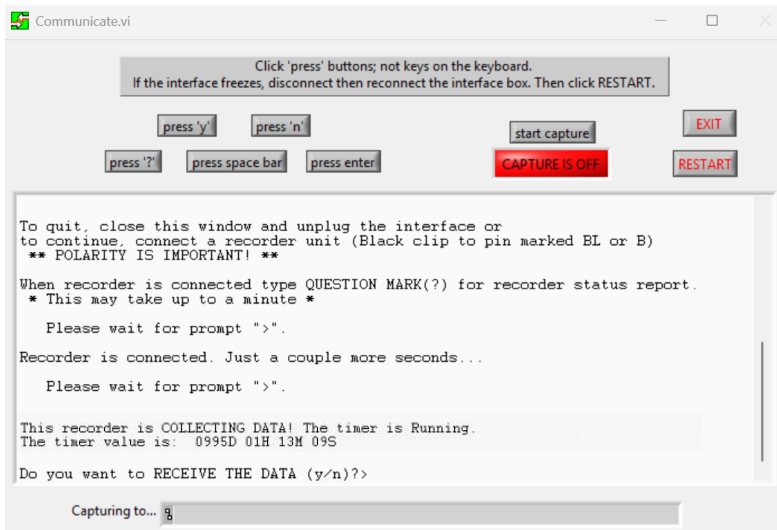 Communicate.vi
Click 'press' buttons; not keys on the keyboard.
If the interface freezes, disconnect then reconnect the interface box. Then click RESTART.
press 'y'
press 'n'
start capture
EXIT
press '?'
press space bar
press enter
CAPTURE IS OFF
RESTART
To quit, close this window and unplug the interface or
to continue, connect a recorder unit (Black clip to pin marked BL or B)
** POLARITY IS IMPORTANT! **
When recorder is connected type QUESTION MARK(?) for recorder status report.
* This may take up to a minute *
Please wait for prompt ">".
Recorder is connected. Just a couple more seconds...
Please wait for prompt ">".
This recorder is COLLECTING DATA! The timer is Running.
The timer value is: 0995D 01H 13M 09S
Do you want to RECEIVE THE DATA (y/n)?>
Capturing to...